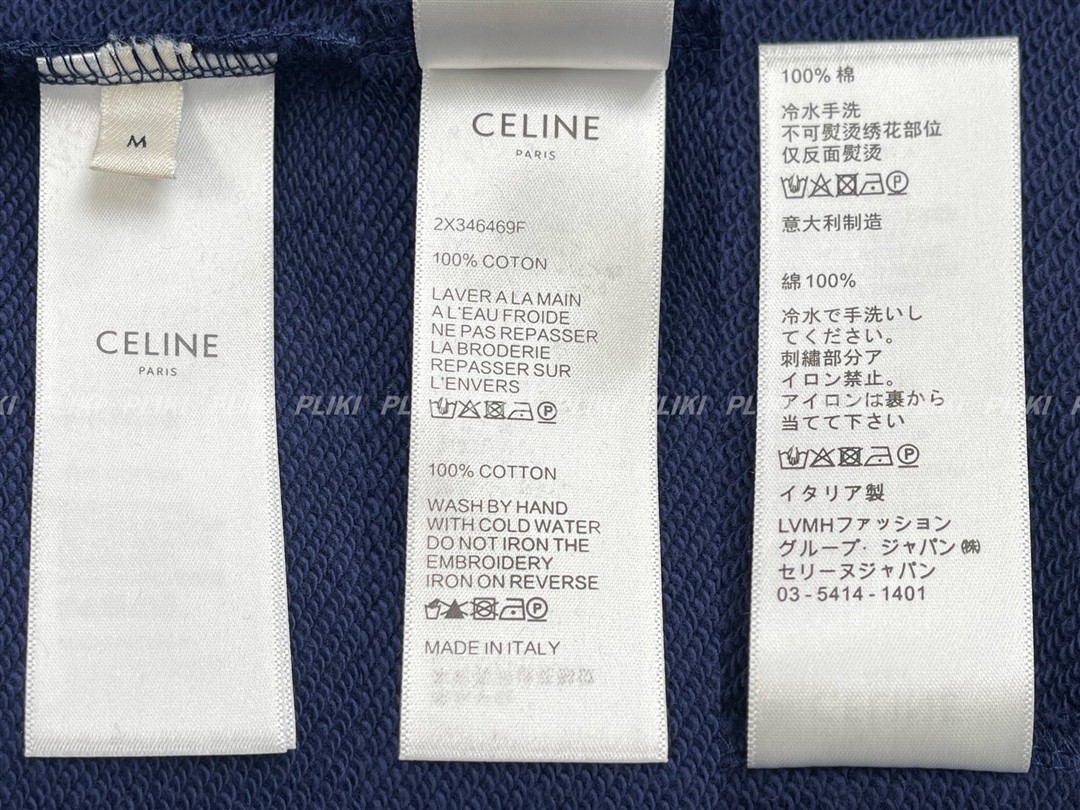 M
CELINE
PARIS
CELINE
PARIS
2X346469F
100% COTON
LAVER A LA MAIN
A L'EAU FROIDE
NE PAS REPASSER
LA BRODERIE
REPASSER SUR
L'ENVERS
100% COTTON
WASH BY HAND
WITH COLD WATER
DO NOT IRON THE
EMBROIDERY
IRON ON REVERSE
MADE IN ITALY
100% 棉
冷水手洗
不可熨烫绣花部位
仅反面熨烫
意大利制造
綿100%
冷水で手洗いし
てください。
刺繍部分ア
イロン禁止。
アイロンは裏から
当てて下さい
イタリア製
LVMHファッション
グループ・ジャパン㈱
セリーヌジャパン
03 - 5414 - 1401
PLIKI PLIKI PLIKI